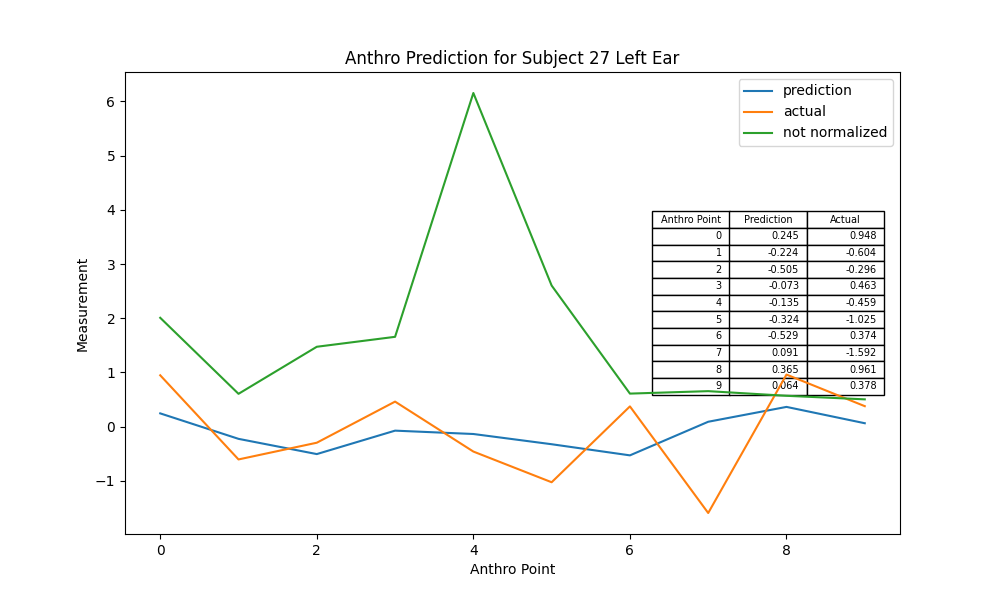 Anthro Prediction for Subject 27 Left Ear
prediction
actual
not normalized
6
5
4
3
2
1
0
−1
Measurement
Anthro Point Prediction Actual
0 0.245 0.948
1 -0.224 -0.604
2 -0.505 -0.296
3 -0.073 0.463
4 -0.135 -0.459
5 -0.324 -1.025
6 -0.529 0.374
7 0.091 -1.592
8 0.365 0.961
9 0.064 0.378
0 2 4 6 8
Anthro Point